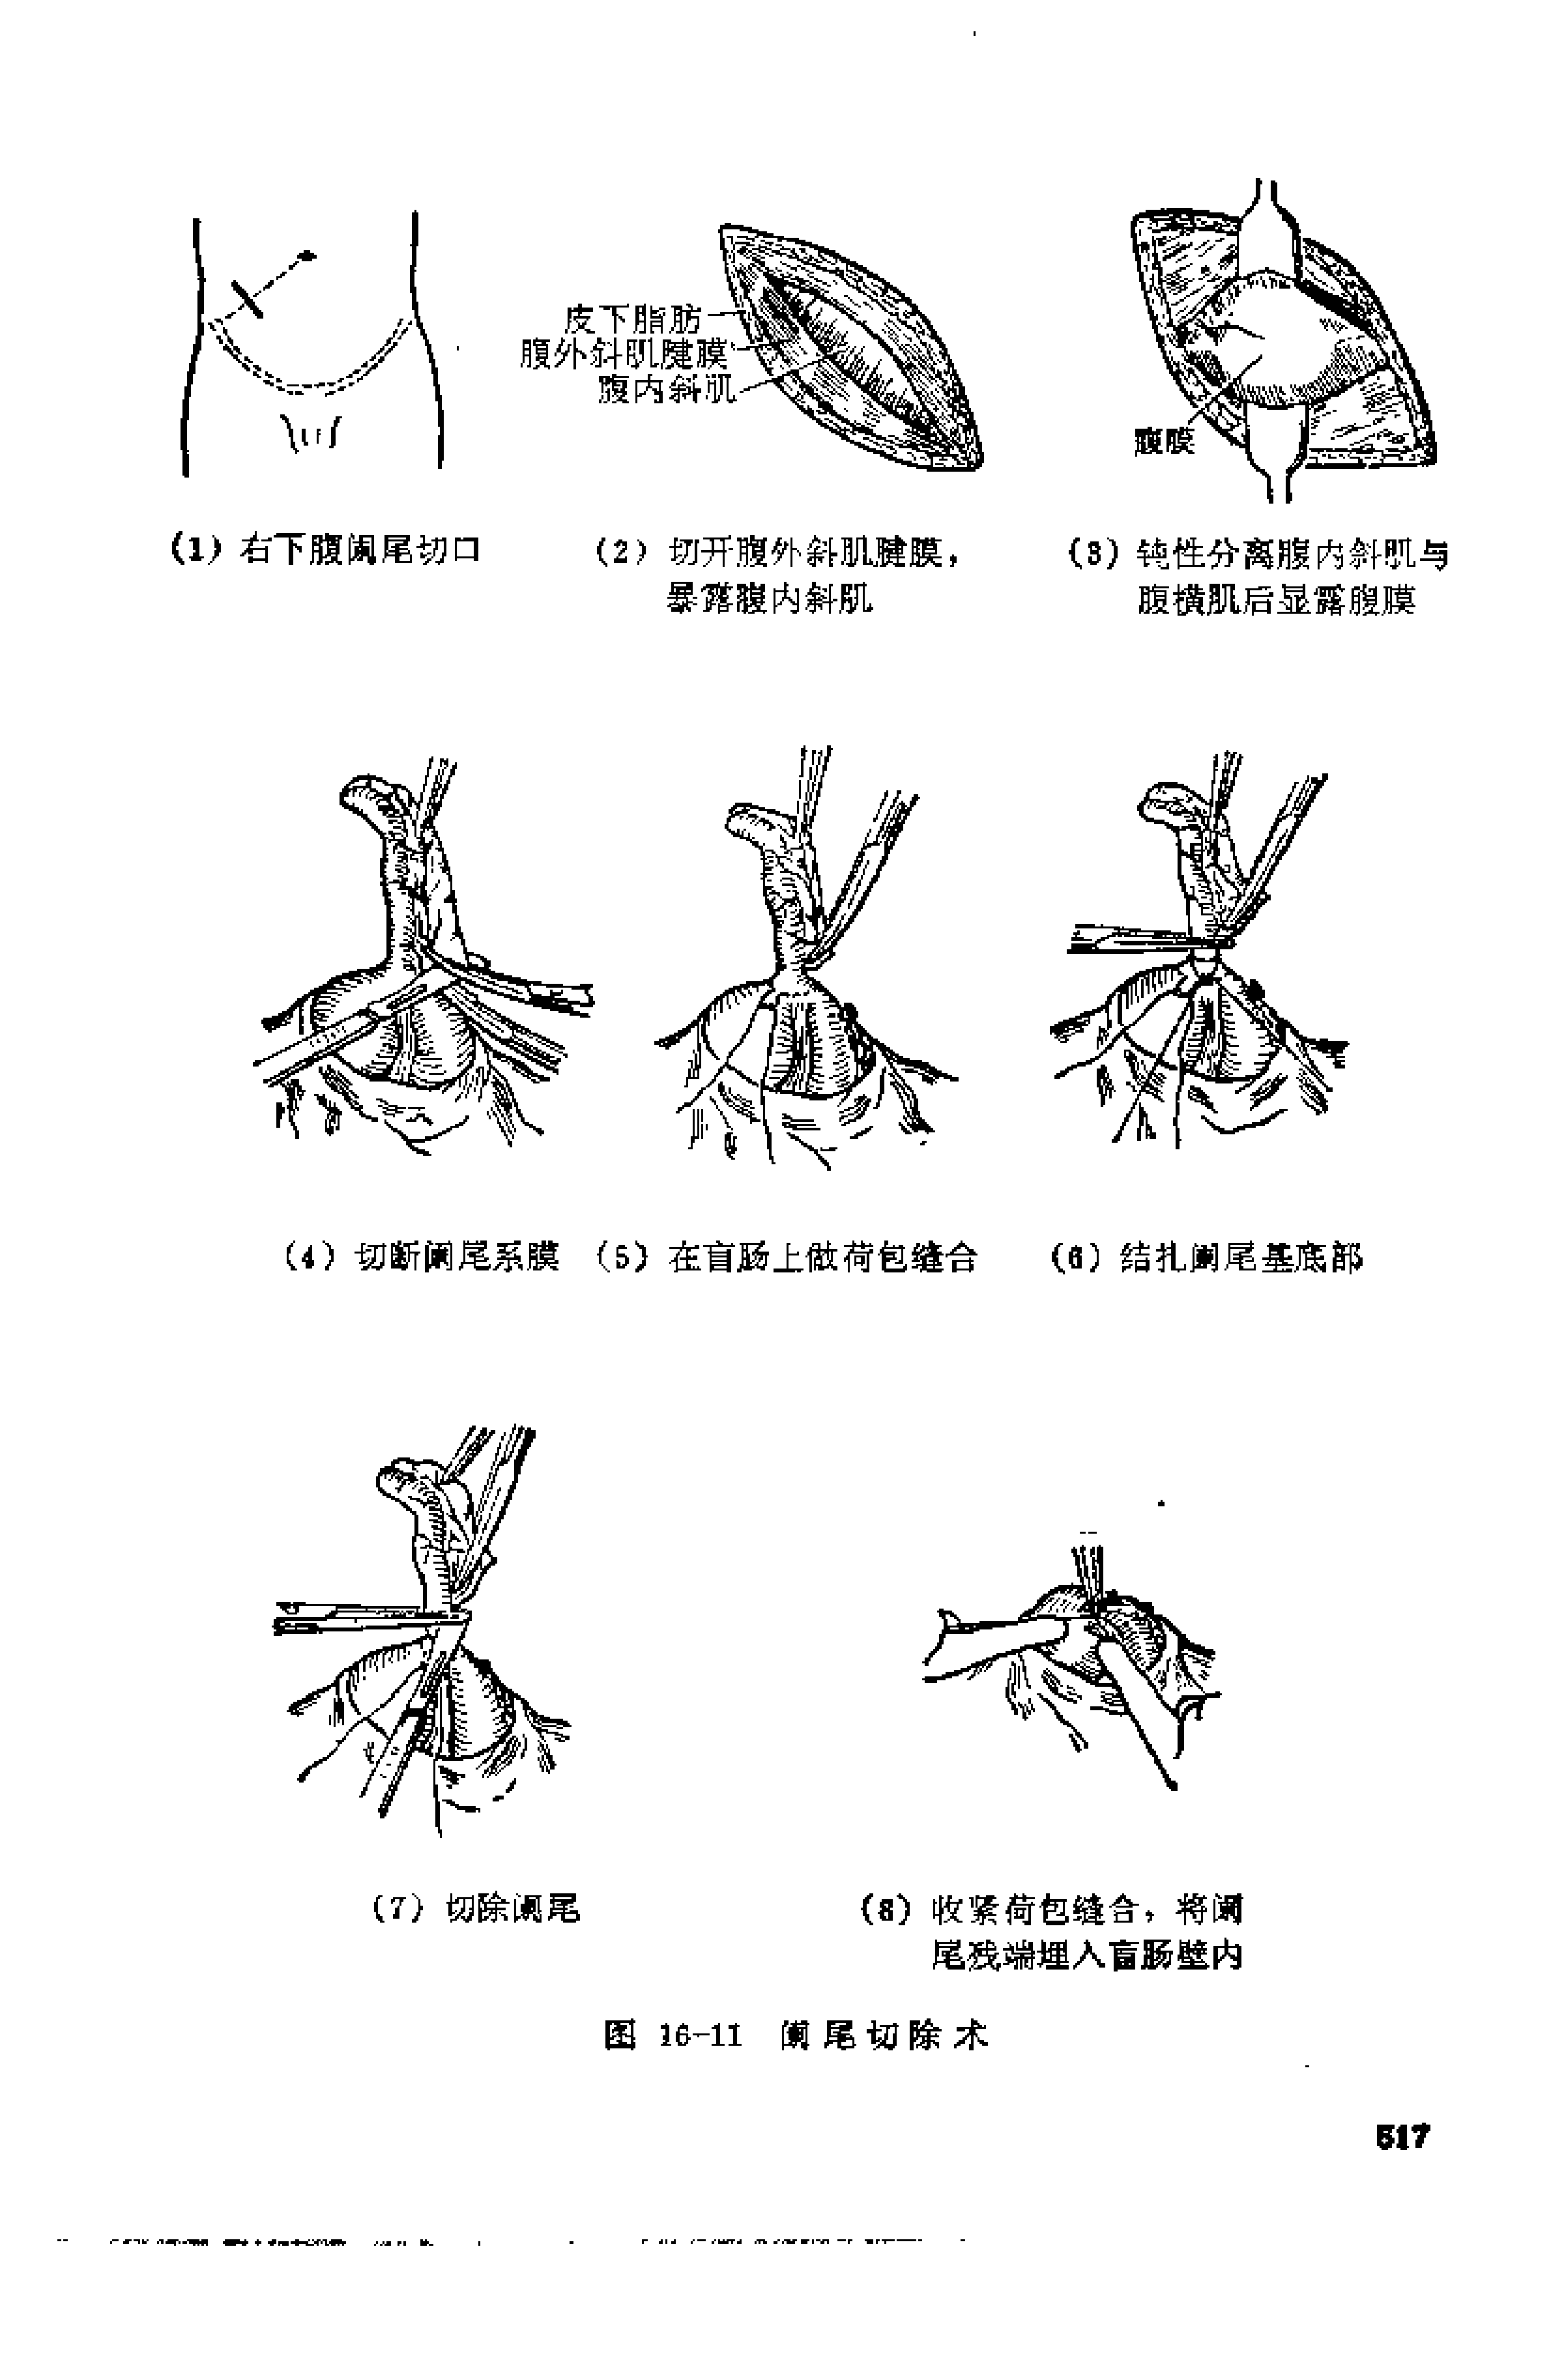 皮下脂肪
腹外斜肌腱膜
腹内斜肌
腹膜
(1) 右下腹阑尾切口
(2) 切开腹外斜肌腱膜,
暴露腹内斜肌
(3) 钝性分离腹内斜肌与
腹横肌后显露腹膜
(4) 切断阑尾系膜
(5) 在盲肠上做荷包缝合
(6) 结扎阑尾基底部
(7) 切除阑尾
(8) 收紧荷包缝合,将阑
尾残端埋入盲肠壁内
图 16-11 阑尾切除术
517